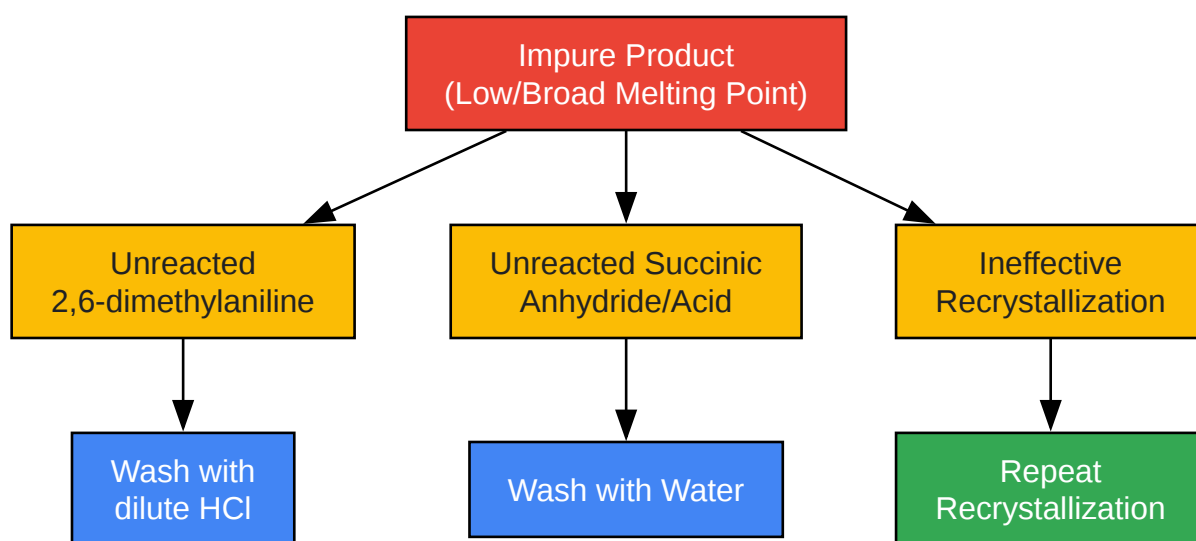 Impure Product
(Low/Broad Melting Point)
Unreacted
2,6-dimethylaniline
Unreacted Succinic
Anhydride/Acid
Ineffective
Recrystallization
Wash with
dilute HCl
Wash with Water
Repeat
Recrystallization